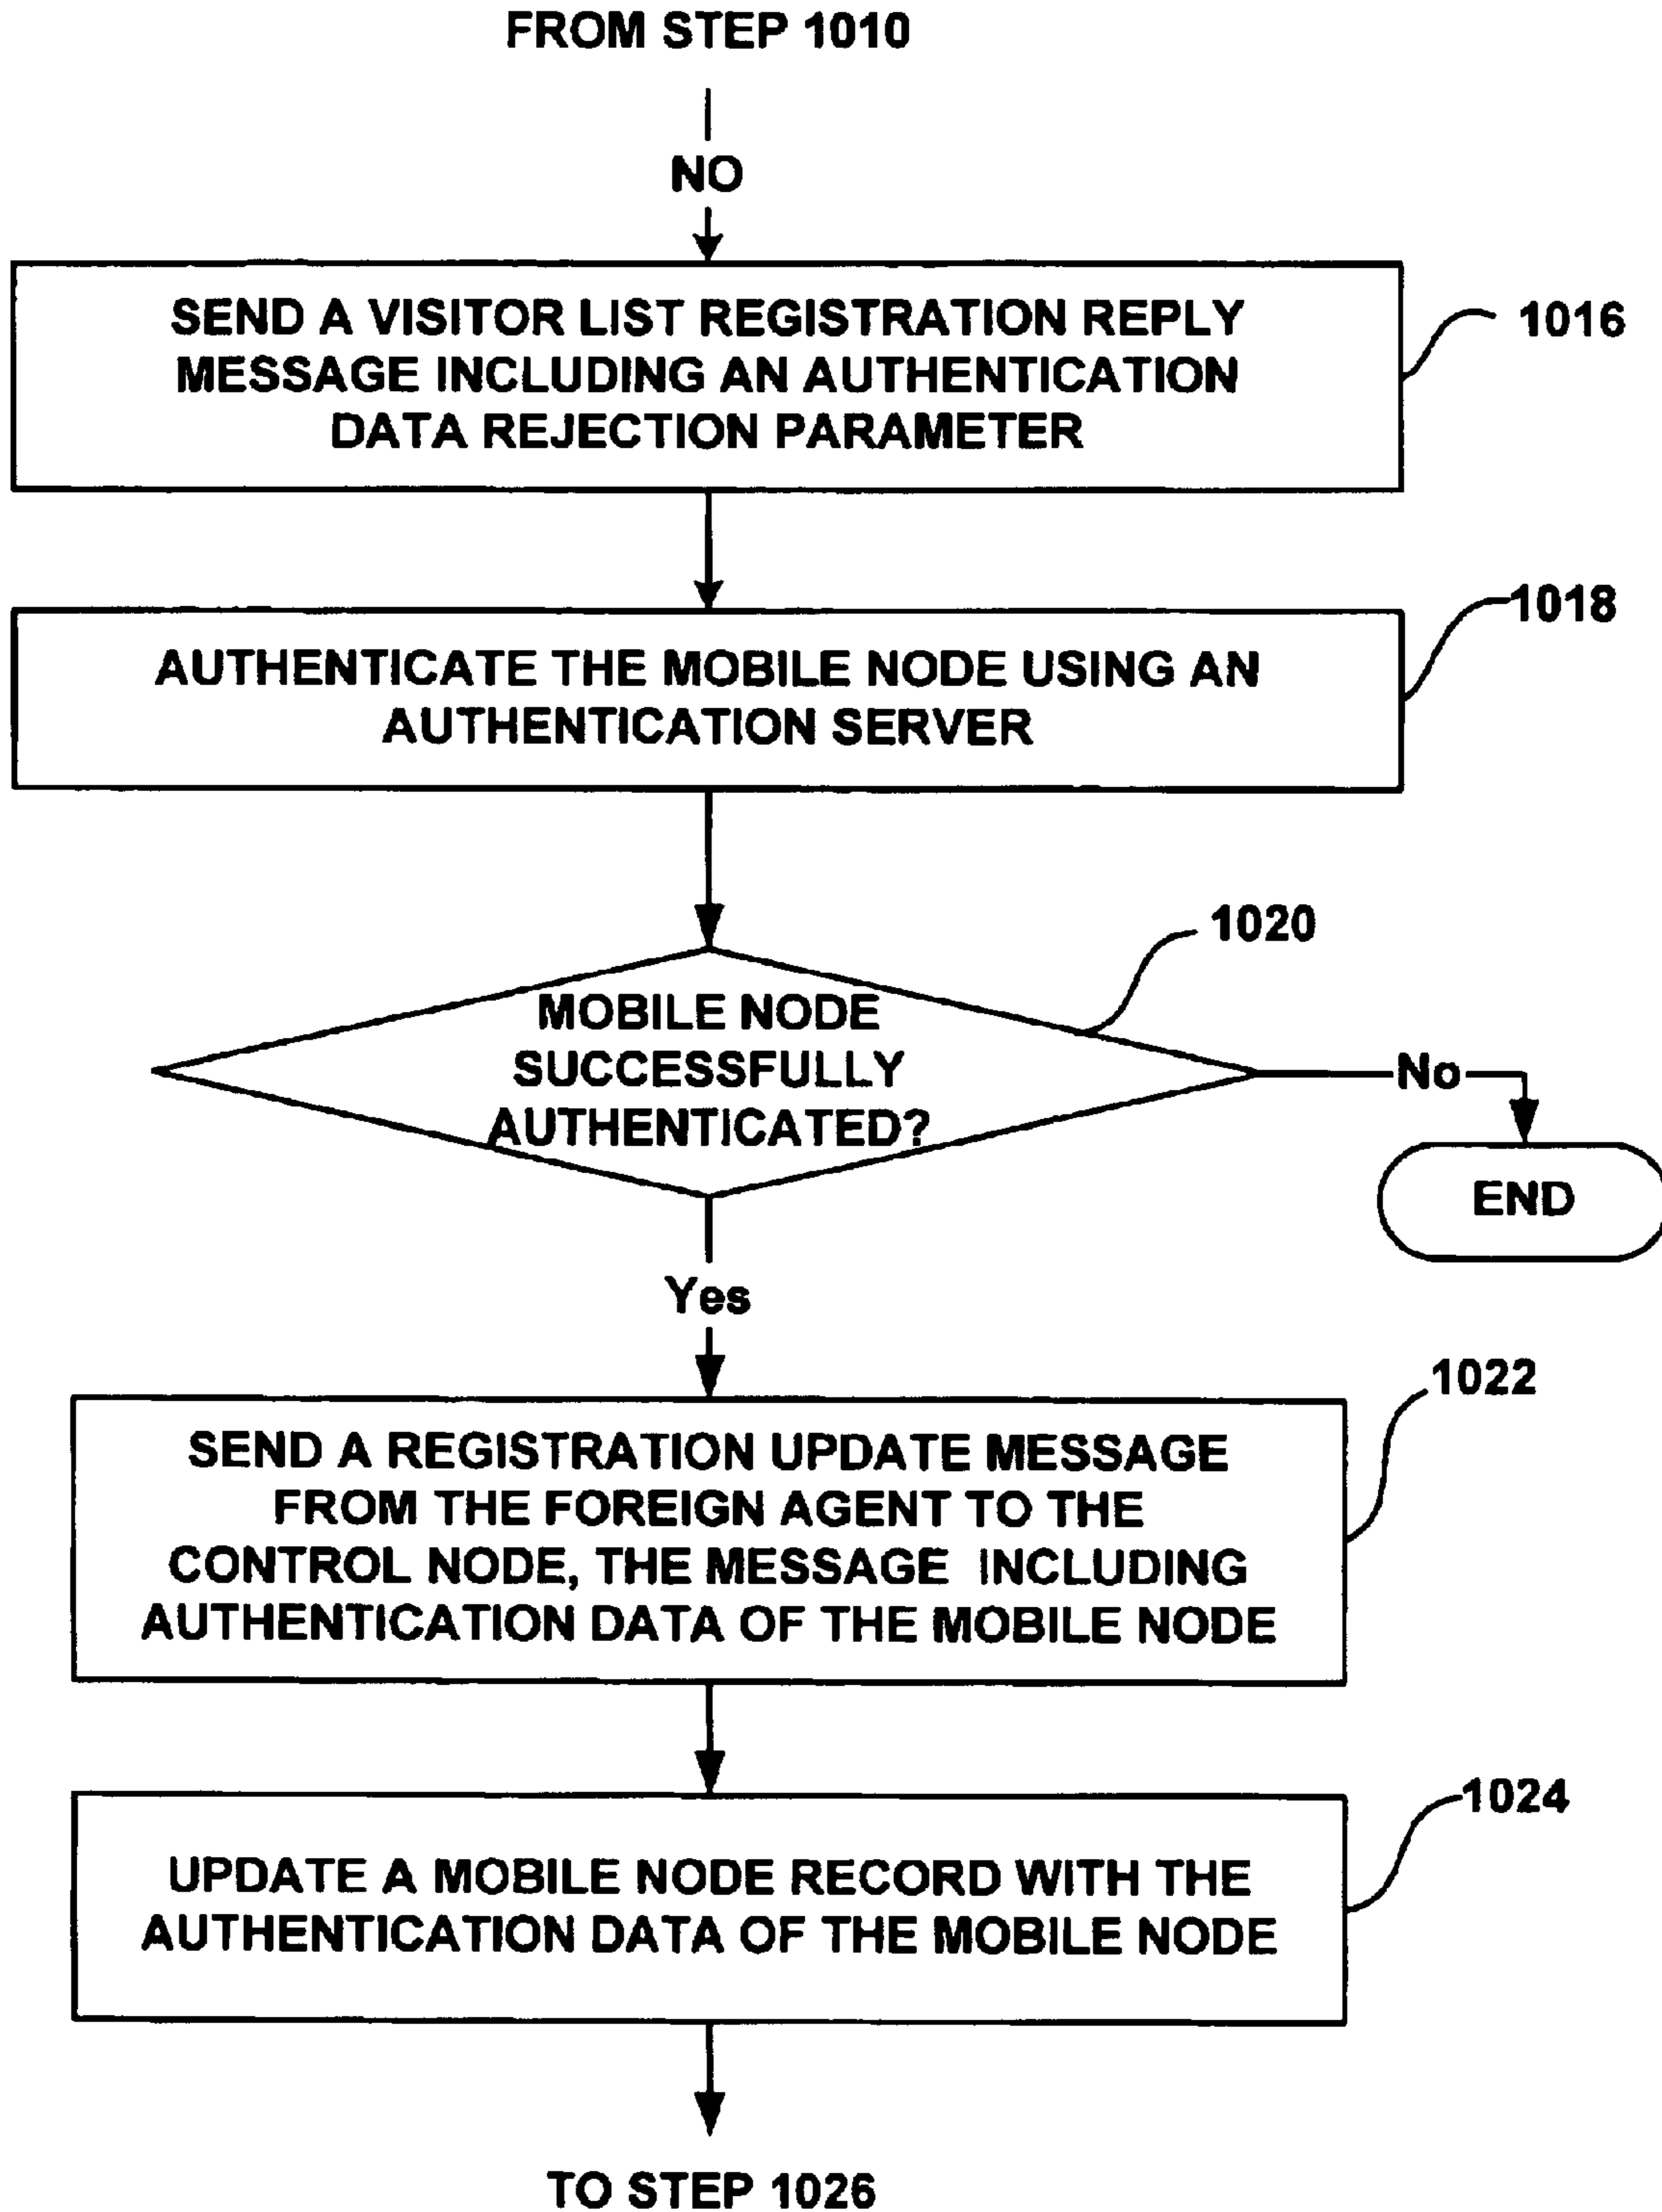 FROM STEP 1010
NO
SEND A VISITOR LIST REGISTRATION REPLY
MESSAGE INCLUDING AN AUTHENTICATION
DATA REJECTION PARAMETER
1016
AUTHENTICATE THE MOBILE NODE USING AN
AUTHENTICATION SERVER
1018
MOBILE NODE
SUCCESSFULLY
AUTHENTICATED?
1020
No
END
Yes
SEND A REGISTRATION UPDATE MESSAGE
FROM THE FOREIGN AGENT TO THE
CONTROL NODE, THE MESSAGE INCLUDING
AUTHENTICATION DATA OF THE MOBILE NODE
1022
UPDATE A MOBILE NODE RECORD WITH THE
AUTHENTICATION DATA OF THE MOBILE NODE
1024
TO STEP 1026